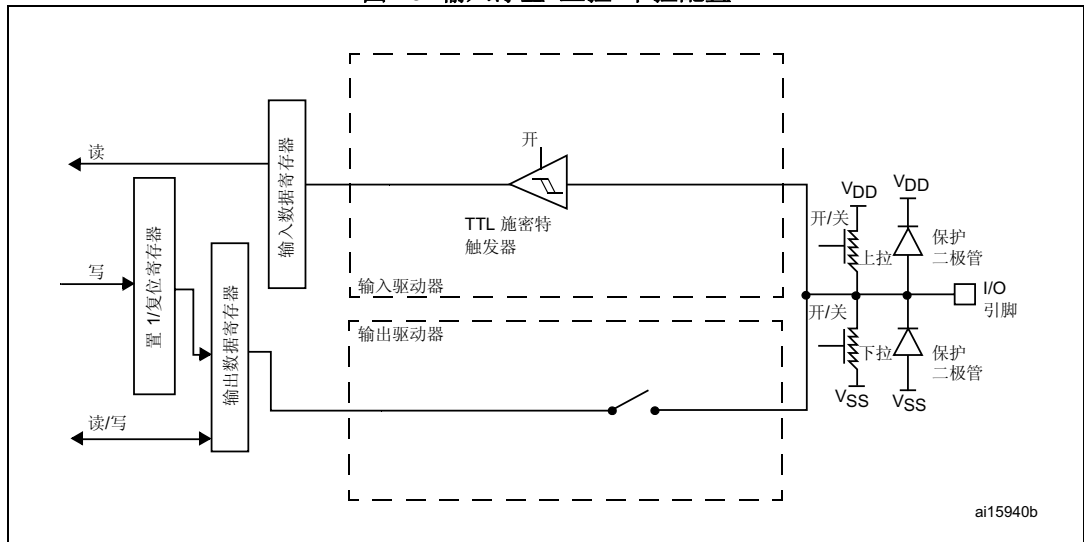 读
写
置 1/复位寄存器
读/写
输入数据寄存器
输出数据寄存器
开
TTL 施密特
触发器
输入驱动器
输出驱动器
VDD
VDD
开/关
上拉
保护
二极管
I/O
引脚
开/关
下拉
保护
二极管
VSS
VSS
ai15940b